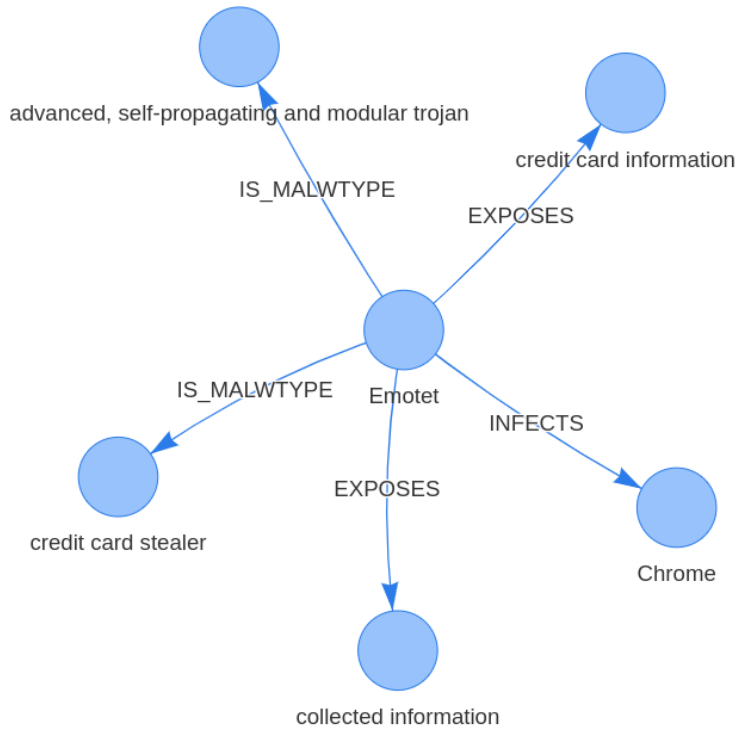 advanced, self-propagating and modular trojan
credit card information
IS_MALWTYPE
EXPOSES
IS_MALWTYPE
Emotet
INFECTS
EXPOSES
credit card stealer
Chrome
collected information